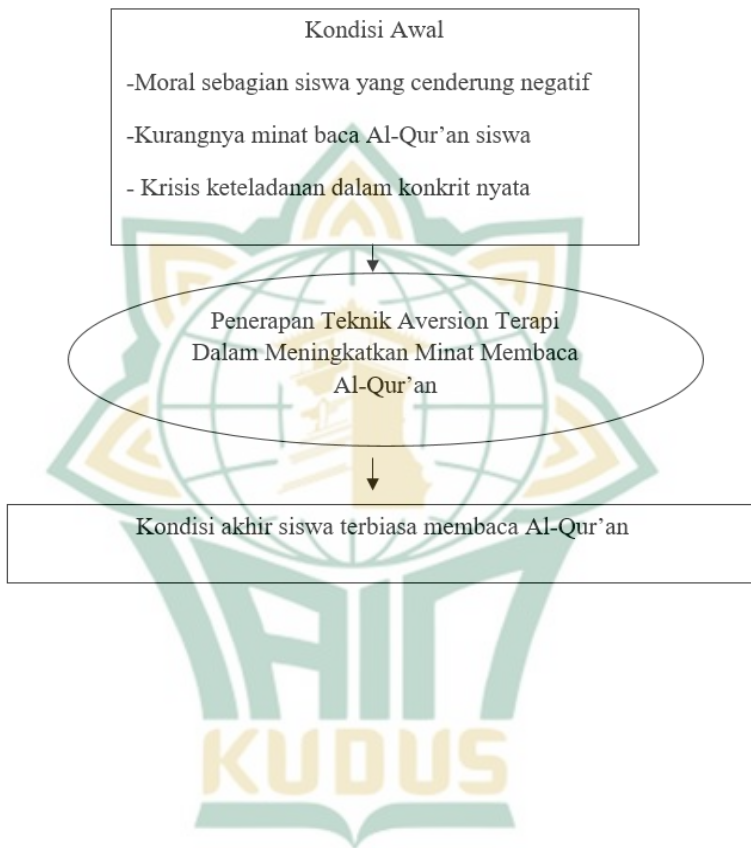 Kondisi Awal
-Moral sebagian siswa yang cenderung negatif
-Kurangnya minat baca Al-Qur’an siswa
- Krisis keteladanan dalam konkrit nyata
Penerapan Teknik Aversion Terapi
Dalam Meningkatkan Minat Membaca
Al-Qur’an
Kondisi akhir siswa terbiasa membaca Al-Qur’an
IAIN
KUDUS